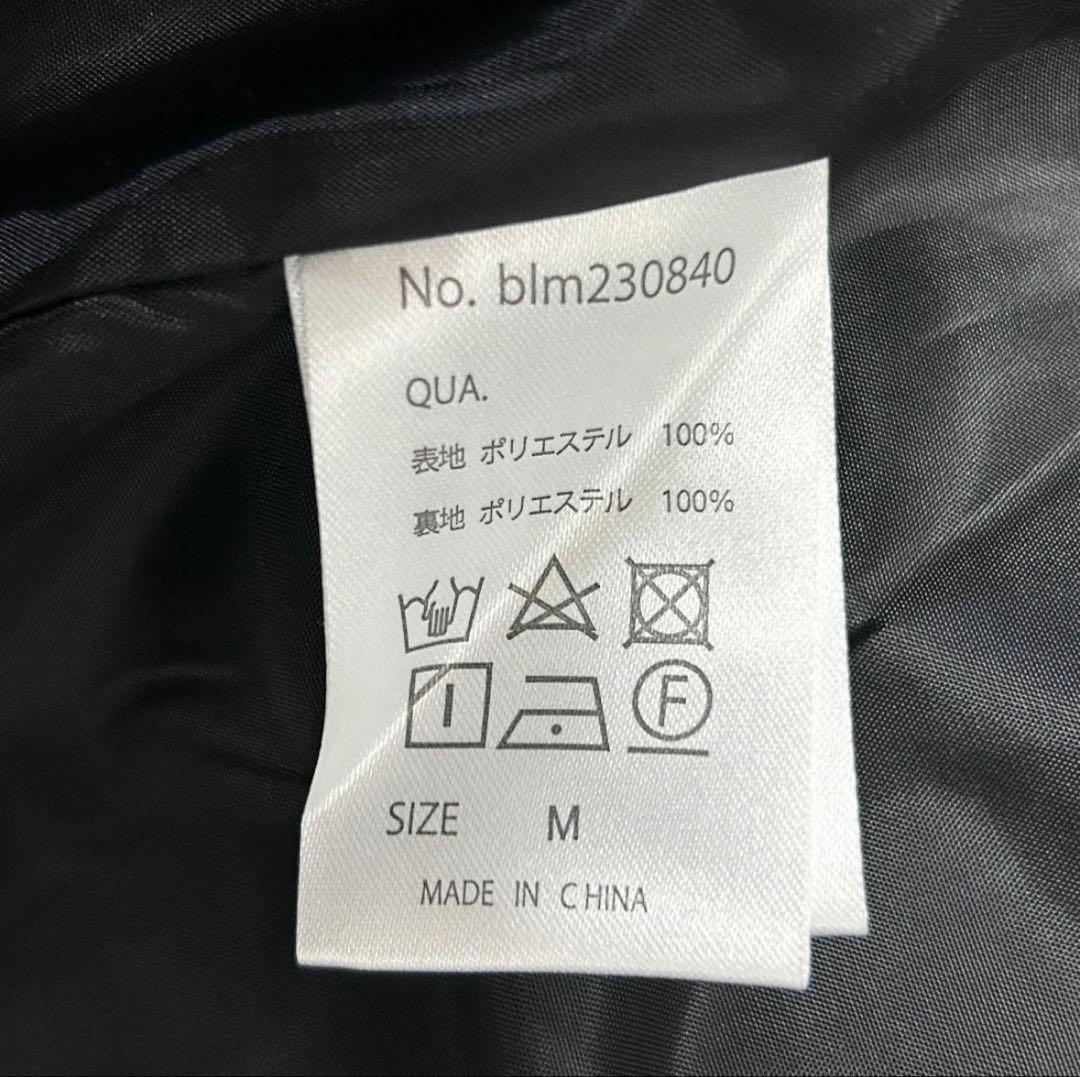 No. blm230840
QUA.
表地 ポリエステル 100%
裏地 ポリエステル 100%
I F
SIZE M
MADE IN CHINA